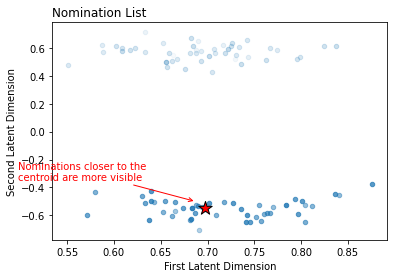 Nomination List
Second Latent Dimension
0.6
0.4
0.2
0.0
−0.2
−0.4
−0.6
Nominations closer to the
centroid are more visible
0.55
0.60
0.65
0.70
0.75
0.80
0.85
First Latent Dimension